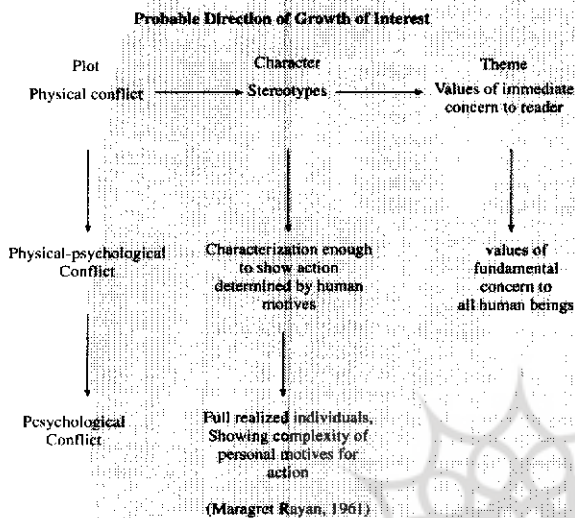 Probable Direction of Growth of Interest
Plot
Physical conflict
Character
Stereotypes
Theme
Values of immediate
concern to reader
Physical-psychological
Conflict
Characterization enough
to show action
determined by human
motives
values of
fundamental
concern to
all human beings
Pcsychological
Conflict
Full realized individuals,
Showing complexity of
personal motives for
action
(Maragret Rayan, 1961)